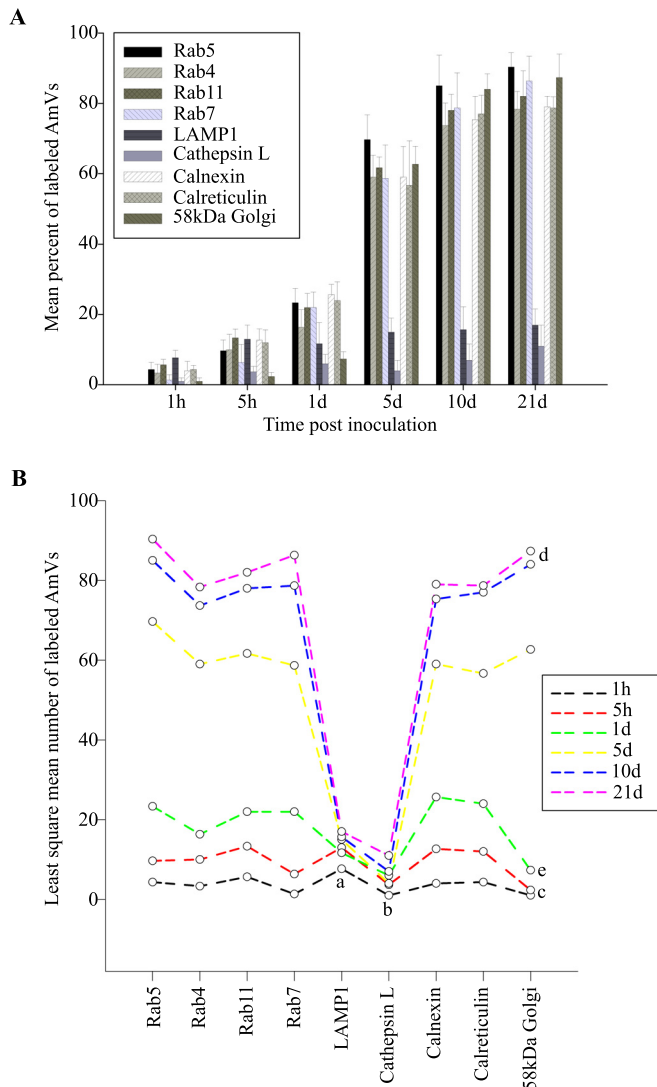 A
Mean percent of labeled AmVs
100
80
60
40
20
0
Rab5
Rab4
Rab11
Rab7
LAMP1
Cathepsin L
Calnexin
Calreticulin
58kDa Golgi
1h
5h
1d
5d
10d
21d
Time post inoculation
B
Least square mean number of labeled AmVs
100
80
60
40
20
0
d
e
c
a
b
1h
5h
1d
5d
10d
21d
Rab5
Rab4
Rab11
Rab7
LAMP1
Cathepsin L
Calnexin
Calreticulin
58kDa Golgi